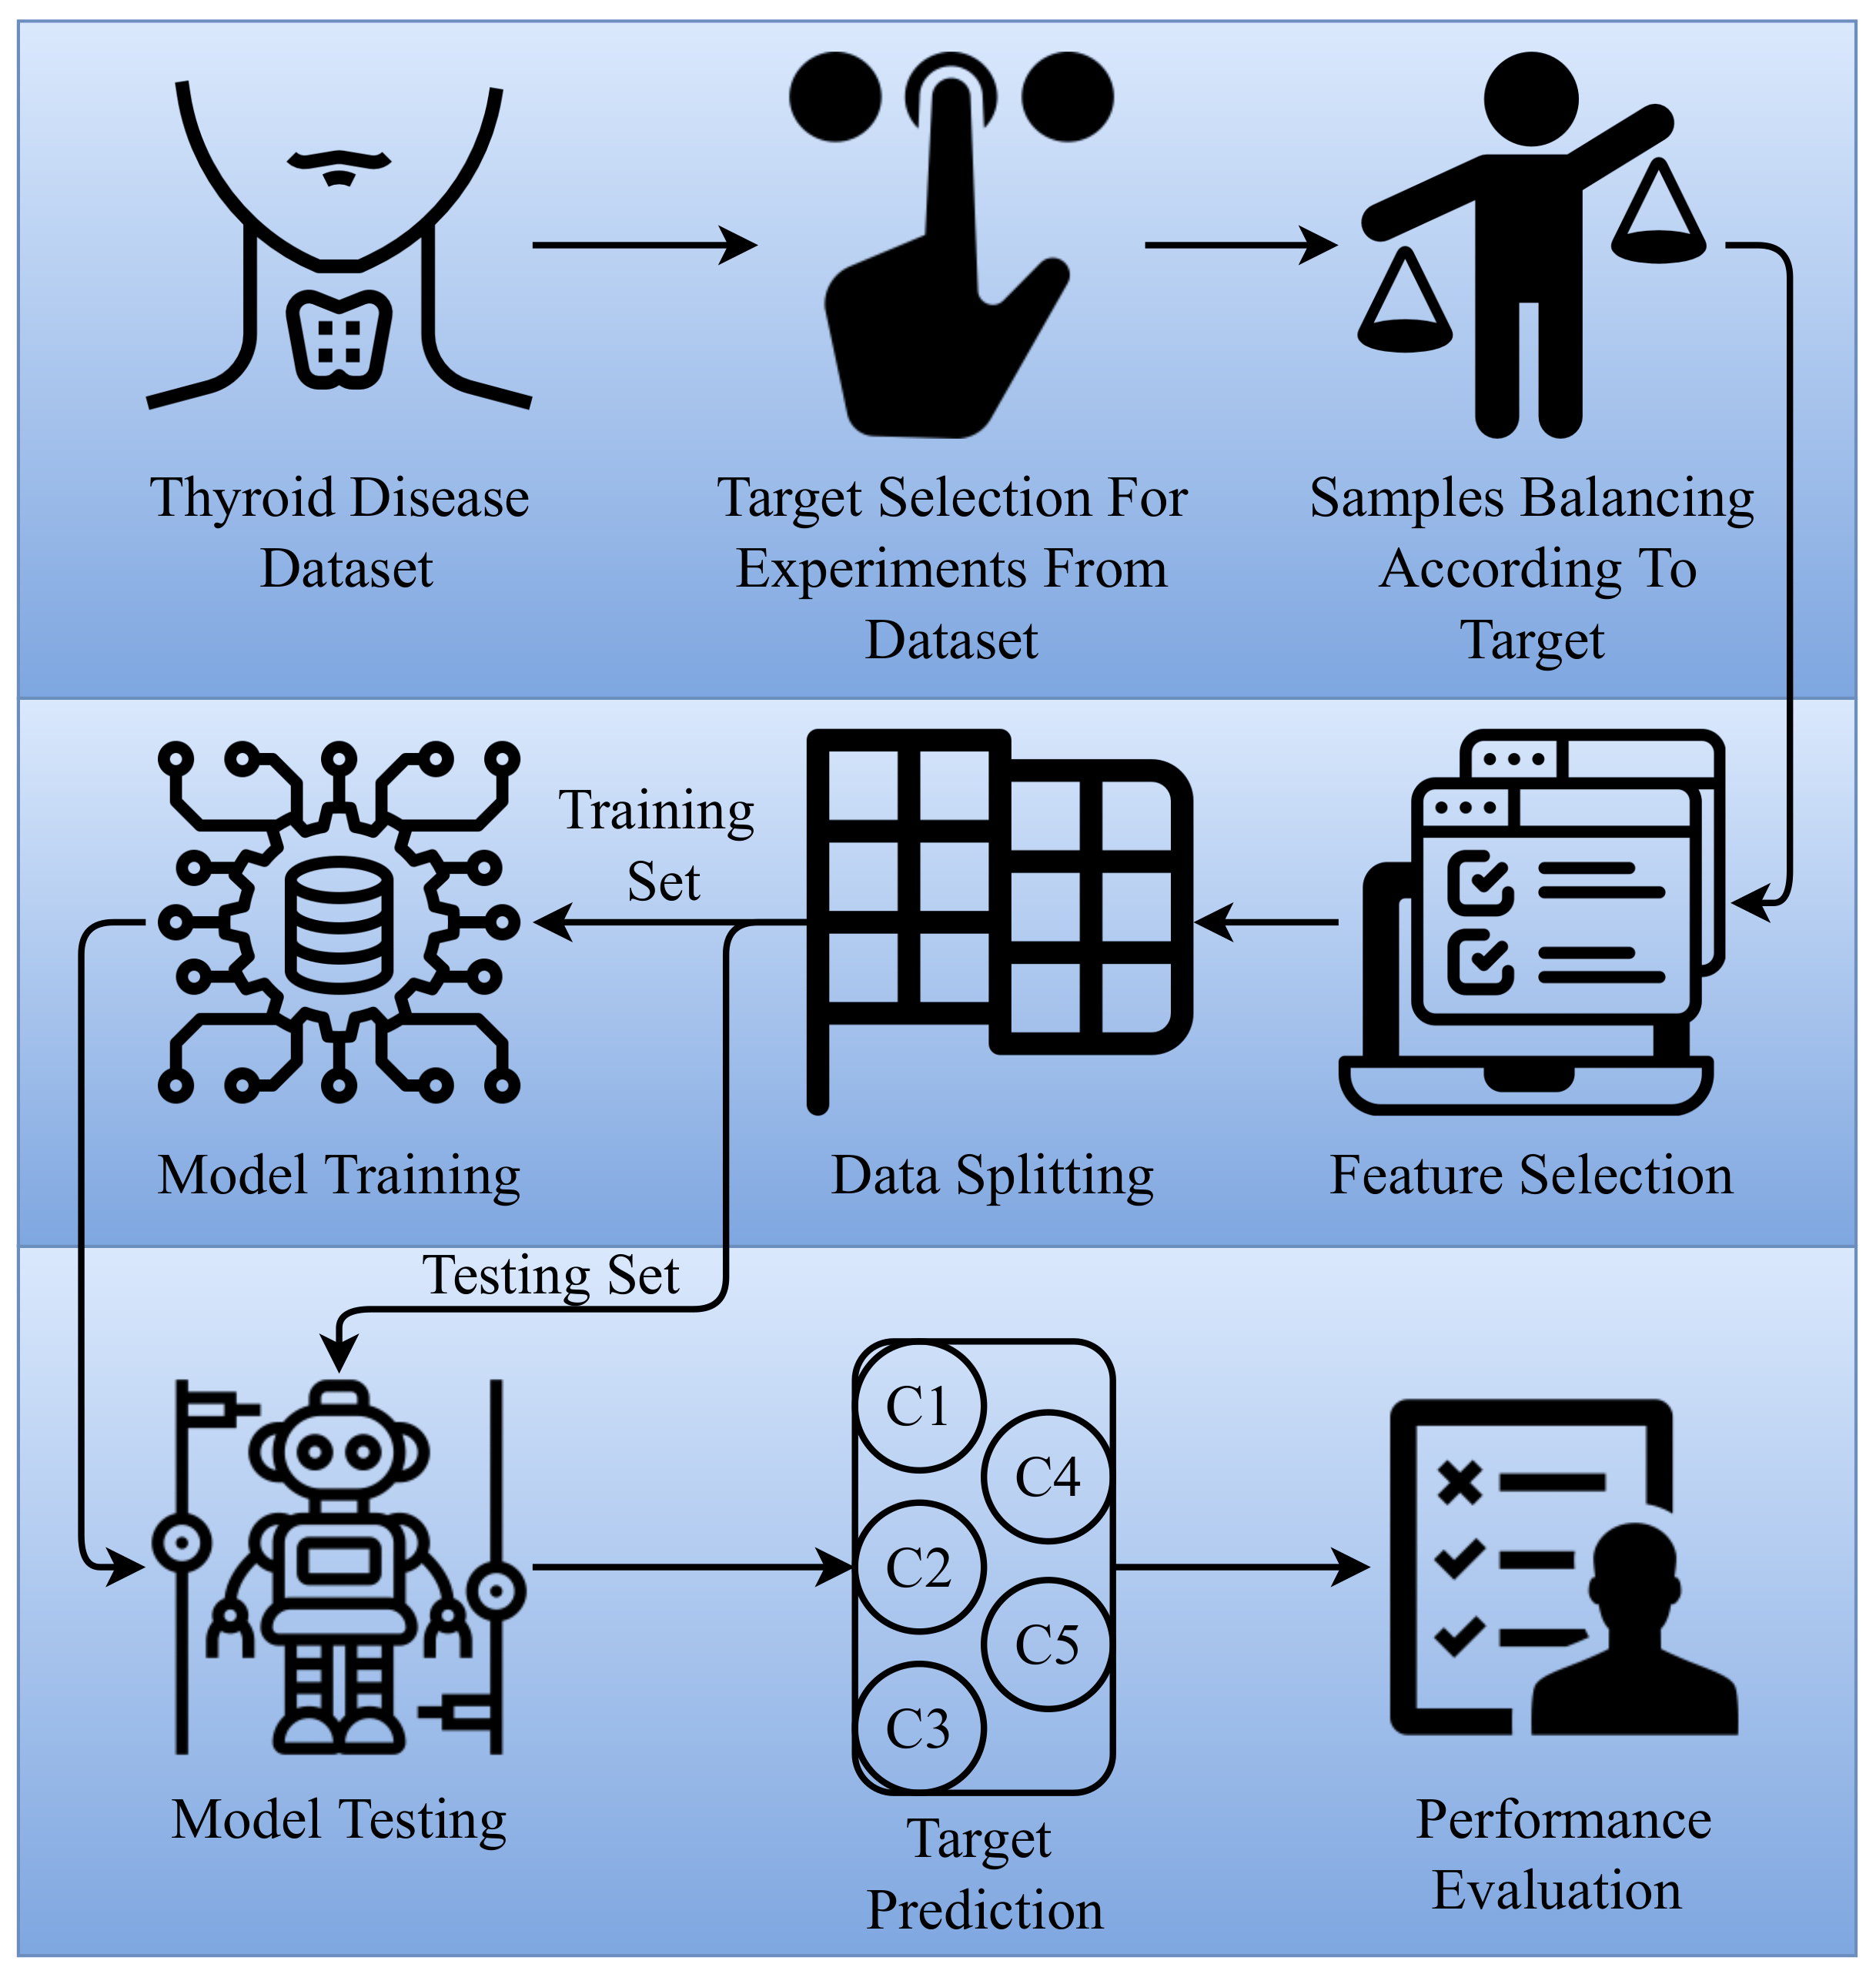 Thyroid Disease
Dataset
Target Selection For
Experiments From
Dataset
Samples Balancing
According To
Target
Training
Set
Model Training
Data Splitting
Feature Selection
Testing Set
C1
C4
C2
C5
C3
Model Testing
Target
Prediction
Performance
Evaluation